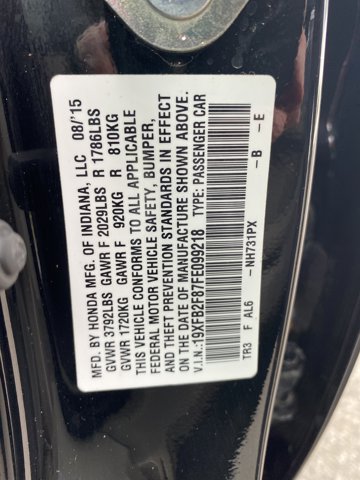 MFD. BY HONDA MFG. OF INDIANA, LLC 08/'15
GVWR 3792LBS GAWR F 2029LBS R 1786LBS
GVWR 1720KG GAWR F 920KG R 810KG
THIS VEHICLE CONFORMS TO ALL APPLICABLE
FEDERAL MOTOR VEHICLE SAFETY, BUMPER,
AND THEFT PREVENTION STANDARDS IN EFFECT
ON THE DATE OF MANUFACTURE SHOWN ABOVE.
V.I.N.:19XFB2F87FE099218 TYPE: PASSENGER CAR
TR3 F AL6 -NH731PX -B -E